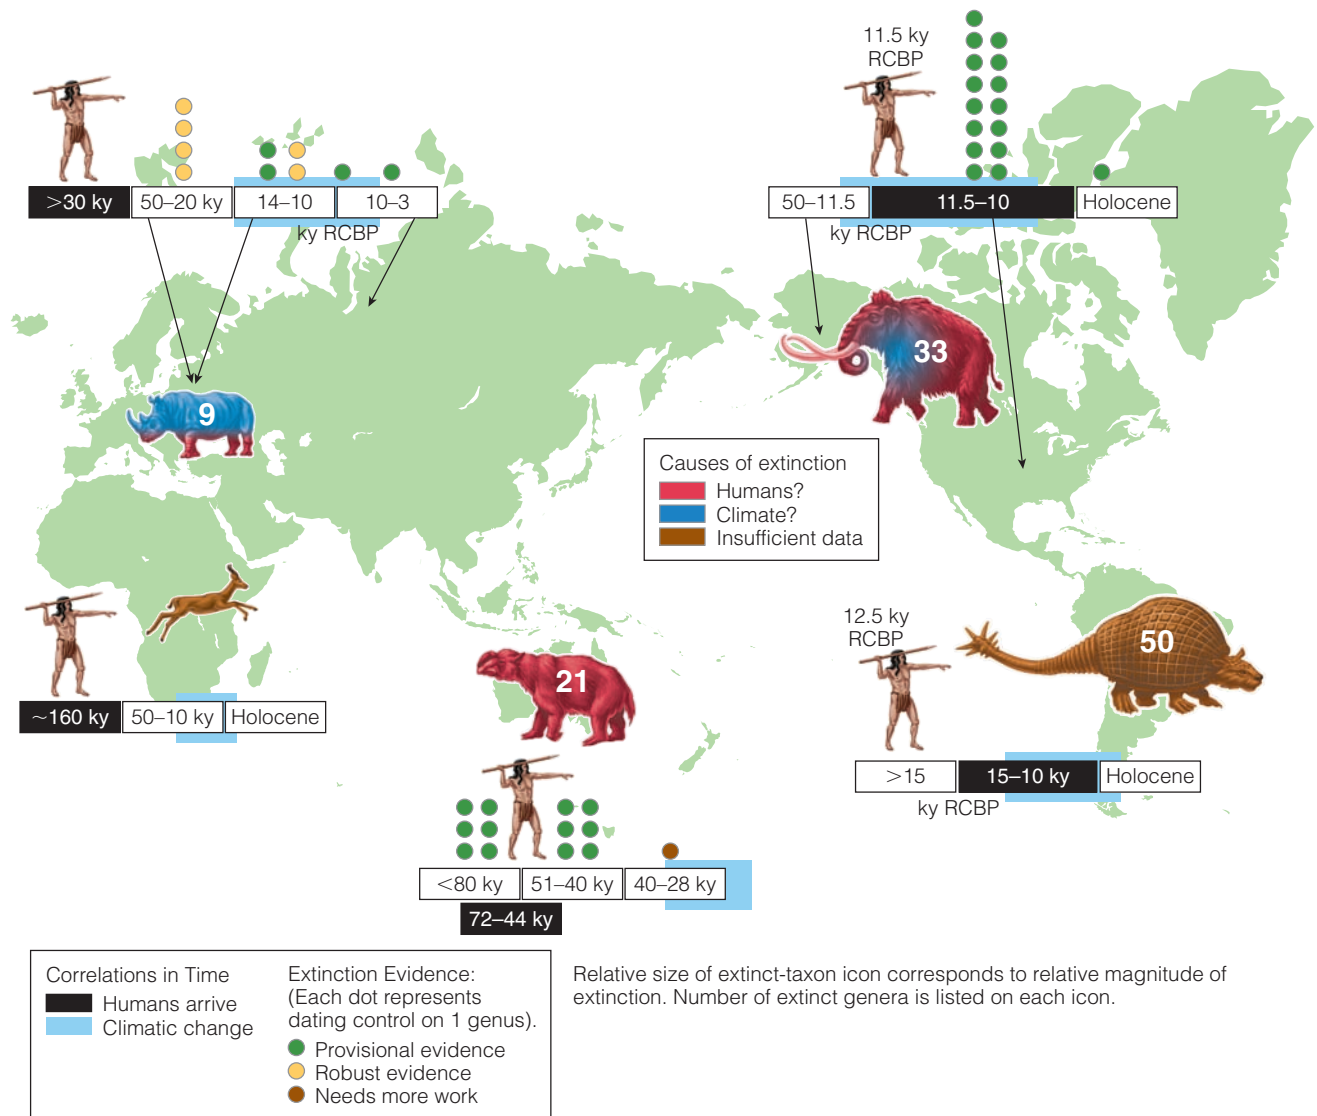 11.5 ky
RCBP
>30 ky
50–20 ky
14–10
10–3
ky RCBP
50–11.5
11.5–10
Holocene
ky RCBP
33
9
Causes of extinction
Humans?
Climate?
Insufficient data
12.5 ky
RCBP
50
21
~160 ky
50–10 ky
Holocene
>15
15–10 ky
Holocene
ky RCBP
<80 ky
51–40 ky
40–28 ky
72–44 ky
Correlations in Time
Humans arrive
Climatic change
Extinction Evidence:
(Each dot represents
dating control on 1 genus).
Provisional evidence
Robust evidence
Needs more work
Relative size of extinct-taxon icon corresponds to relative magnitude of
extinction. Number of extinct genera is listed on each icon.